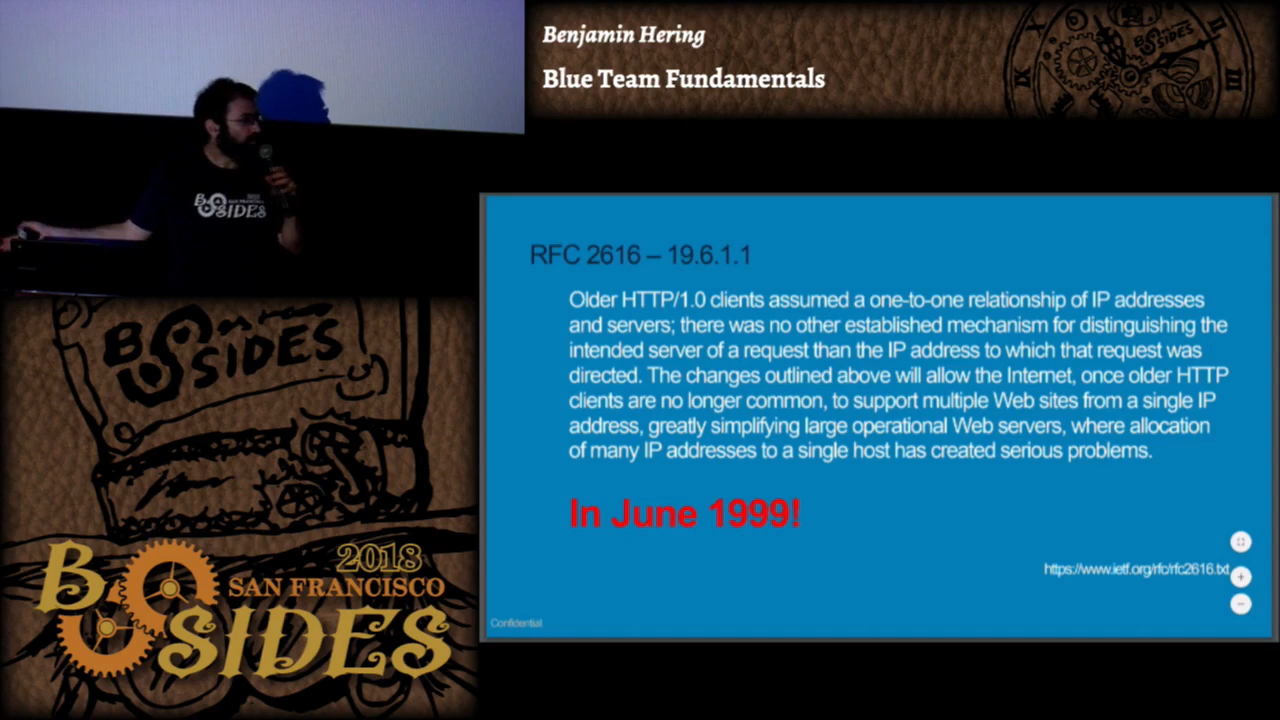 Benjamin Hering
Blue Team Fundamentals
BSIDES
BSIDES
SAN FRANCISCO
BSIDES
2018
SAN FRANCISCO
BSIDES
RFC 2616 – 19.6.1.1
Older HTTP/1.0 clients assumed a one-to-one relationship of IP addresses
and servers; there was no other established mechanism for distinguishing the
intended server of a request than the IP address to which that request was
directed. The changes outlined above will allow the Internet, once older HTTP
clients are no longer common, to support multiple Web sites from a single IP
address, greatly simplifying large operational Web servers, where allocation
of many IP addresses to a single host has created serious problems.
In June 1999!
https://www.ietf.org/rfc/rfc2616.txt
Confidential